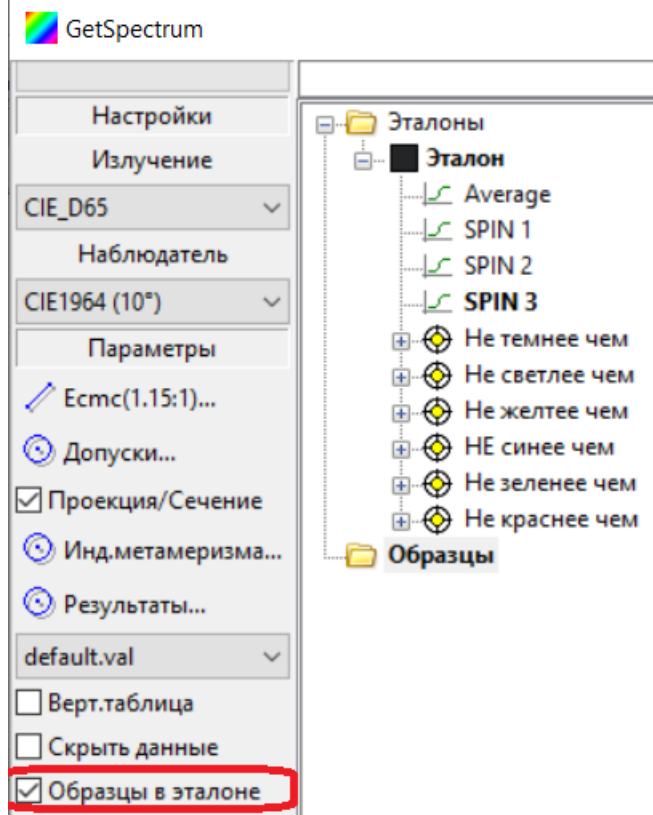 GetSpectrum
Настройки
Излучение
CIE_D65
Наблюдатель
CIE1964 (10°)
Параметры
Ecmc(1.15:1)...
Допуски...
Проекция/Сечение
Инд.метамеризма...
Результаты...
default.val
Верт.таблица
Скрыть данные
Образцы в эталоне
Эталоны
Эталон
Average
SPIN 1
SPIN 2
SPIN 3
Не темнее чем
Не светлее чем
Не желтее чем
НЕ синее чем
Не зеленее чем
Не краснее чем
Образцы